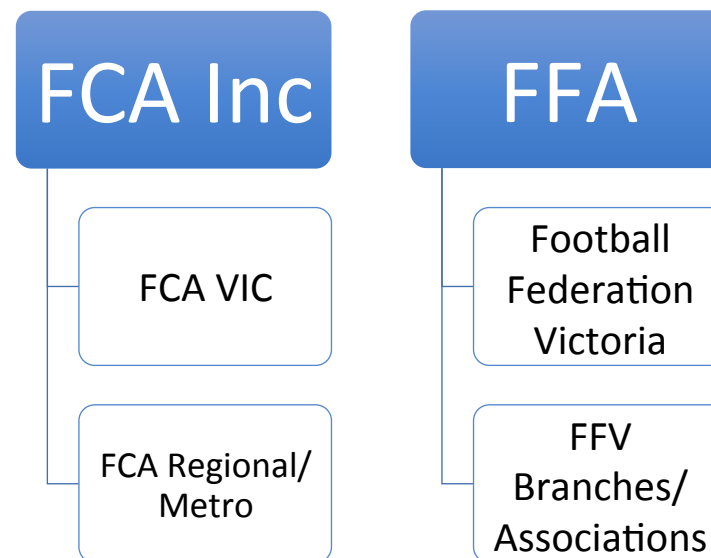 FCA Inc
FCA VIC
FCA Regional/
Metro
FFA
Football
Federation
Victoria
FFV
Branches/
Associations